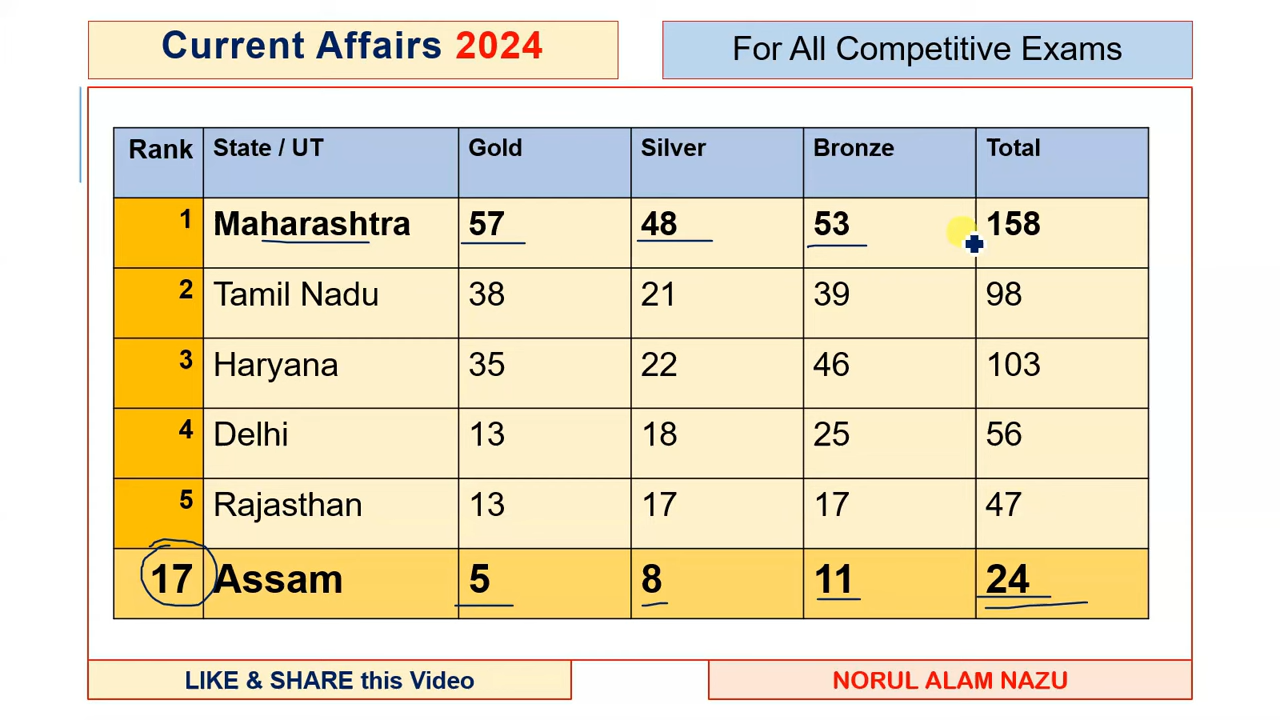 Current Affairs 2024
For All Competitive Exams
Rank State / UT Gold Silver Bronze Total
1 Maharashtra 57 48 53 158
2 Tamil Nadu 38 21 39 98
3 Haryana 35 22 46 103
4 Delhi 13 18 25 56
5 Rajasthan 13 17 17 47
17 Assam 5 8 11 24
LIKE & SHARE this Video
NORUL ALAM NAZU